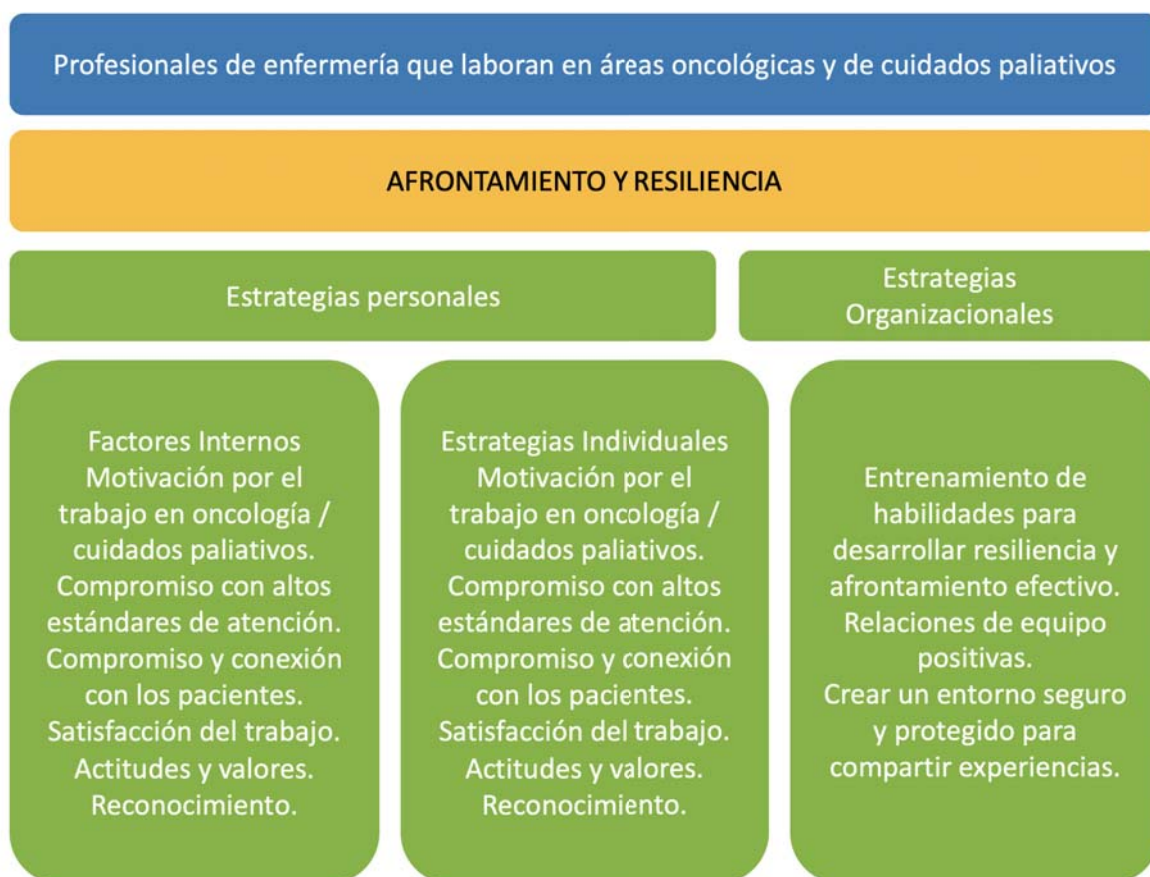 Profesionales de enfermería que laboran en áreas oncológicas y de cuidados paliativos
AFRONTAMIENTO Y RESILIENCIA
Estrategias personales
Estrategias
Organizacionales
Factores Internos
Motivación por el
trabajo en oncología /
cuidados paliativos.
Compromiso con altos
estándares de atención.
Compromiso y conexión
con los pacientes.
Satisfacción del trabajo.
Actitudes y valores.
Reconocimiento.
Estrategias Individuales
Motivación por el
trabajo en oncología /
cuidados paliativos.
Compromiso con altos
estándares de atención.
Compromiso y conexión
con los pacientes.
Satisfacción del trabajo.
Actitudes y valores.
Reconocimiento.
Entrenamiento de
habilidades para
desarrollar resiliencia y
afrontamiento efectivo.
Relaciones de equipo
positivas.
Crear un entorno seguro
y protegido para
compartir experiencias.